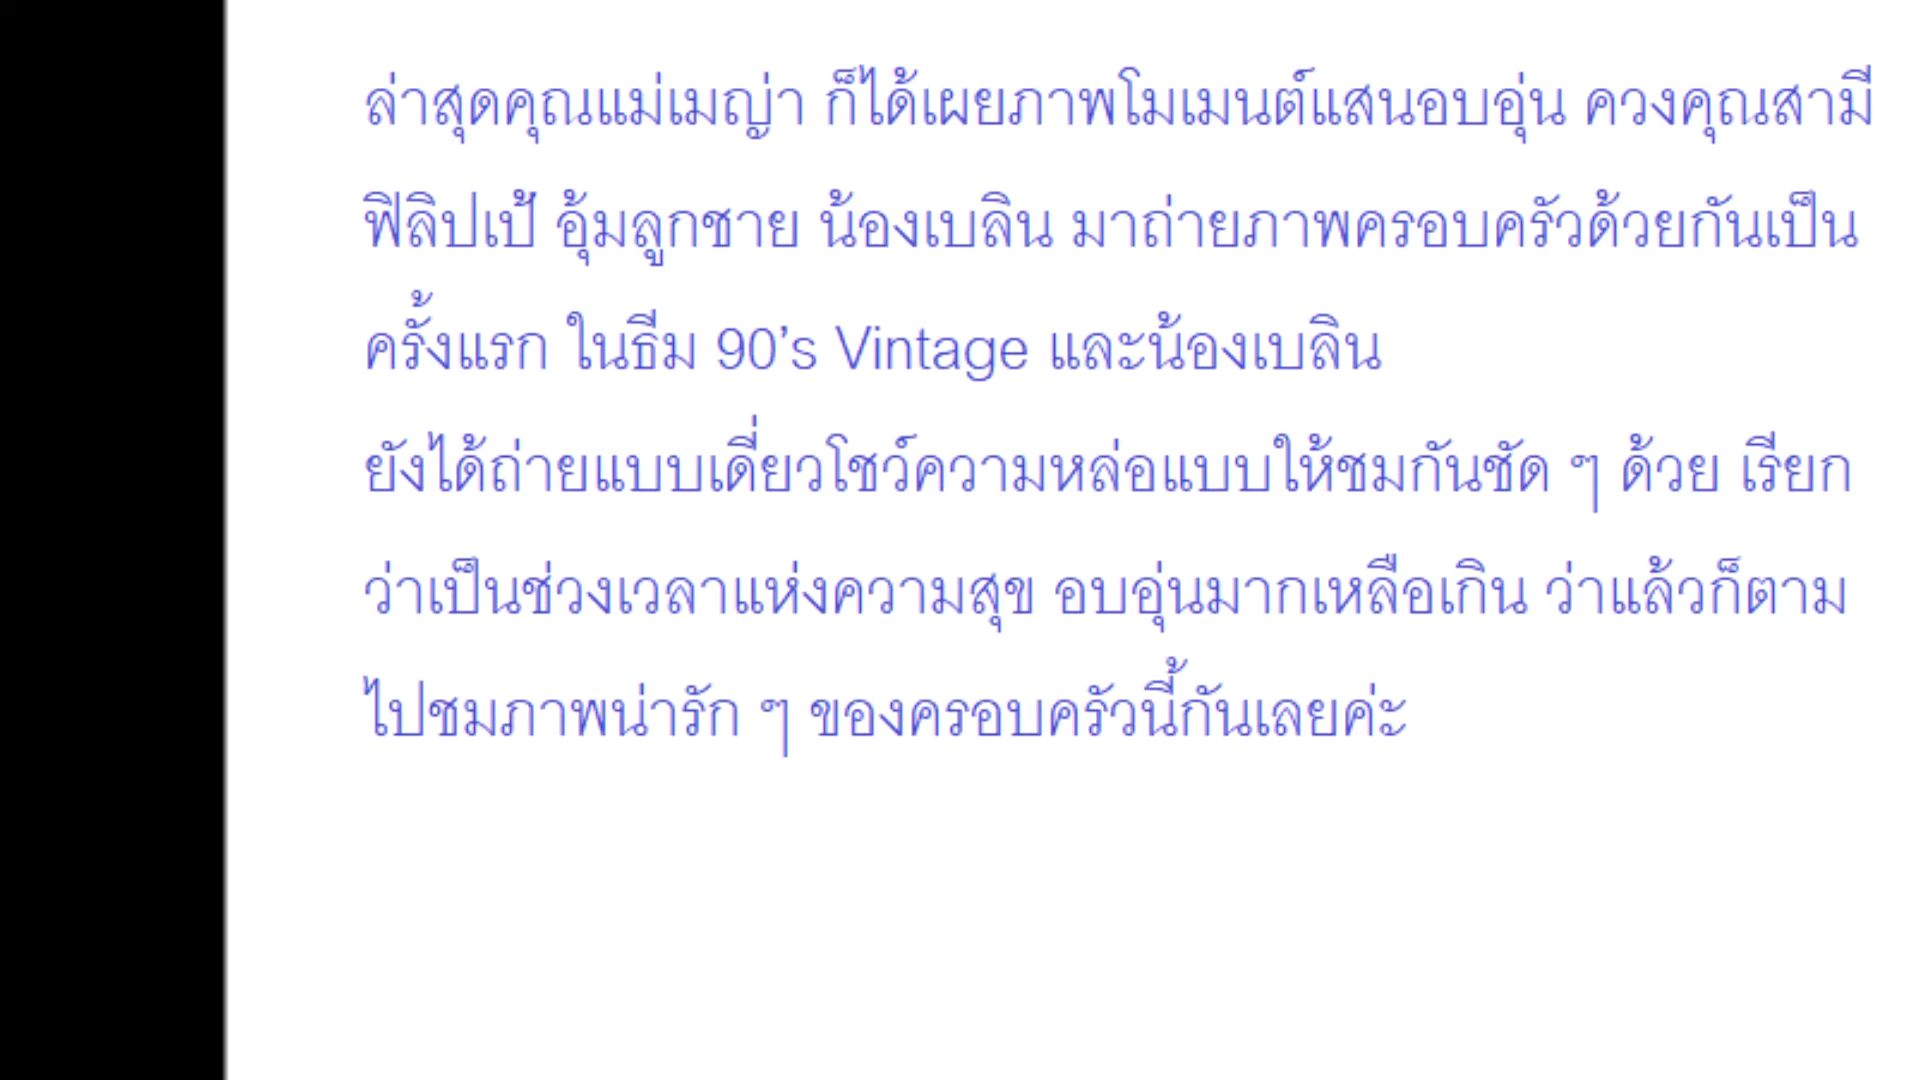 ล่าสุดคุณแม่เมญ่า ก็ได้เผยภาพโมเมนต์แสนอบอุ่น ควงคุณสามี
ฟิลิปเป้ อุ้มลูกชาย น้องเบลิน มาถ่ายภาพครอบครัวด้วยกันเป็น
ครั้งแรก ในธีม 90’s Vintage และน้องเบลิน
ยังได้ถ่ายแบบเดี่ยวโชว์ความหล่อแบบให้ชมกันชัด ๆ ด้วย เรียก
ว่าเป็นช่วงเวลาแห่งความสุข อบอุ่นมากเหลือเกิน ว่าแล้วก็ตาม
ไปชมภาพน่ารัก ๆ ของครอบครัวนี้กันเลยค่ะ